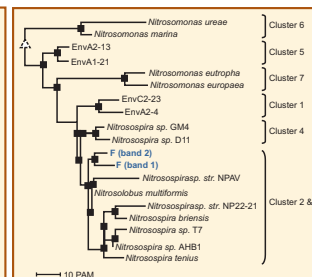 Nitrosomonas ureae
Nitrosomonas marina
Cluster 6
EnvA2-13
EnvA1-21
Cluster 5
Nitrosomonas eutropha
Nitrosomonas europaea
Cluster 7
EnvC2-23
EnvA2-4
Cluster 1
Nitrosospira sp. GM4
Nitrosospira sp. D11
Cluster 4
F (band 2)
F (band 1)
Nitrosospirasp. str. NPAV
Nitrosolobus multiformis
Nitrosospirasp. str. NP22-21
Nitrosospira briensis
Nitrosospira sp. T7
Nitrosospira sp. AHB1
Nitrosospira tenius
Cluster 2 &
10 PAM